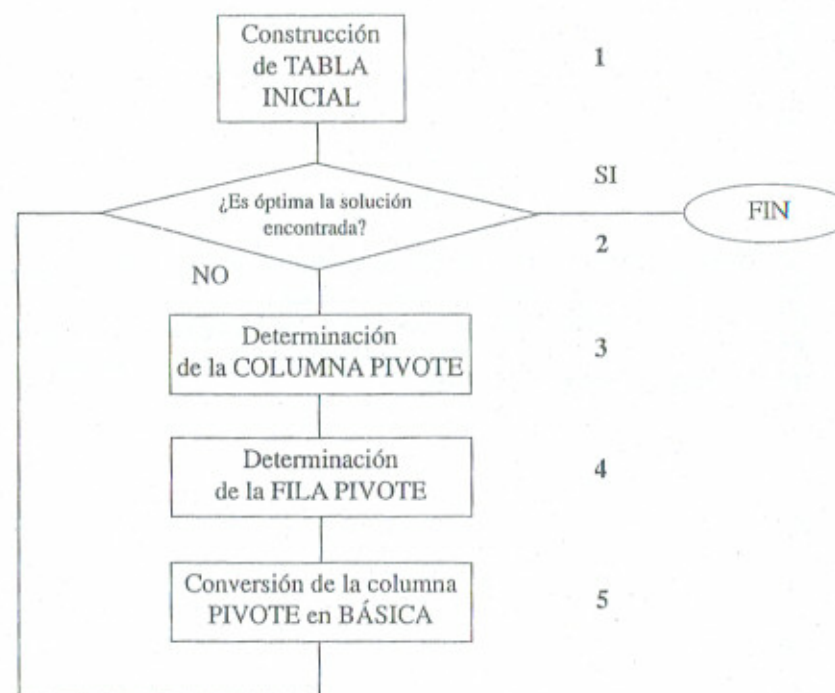 Construcción
de TABLA
INICIAL
1
¿Es óptima la solución
encontrada?
SI
FIN
2
NO
Determinación
de la COLUMNA PIVOTE
3
Determinación
de la FILA PIVOTE
4
Conversión de la columna
PIVOTE en BÁSICA
5